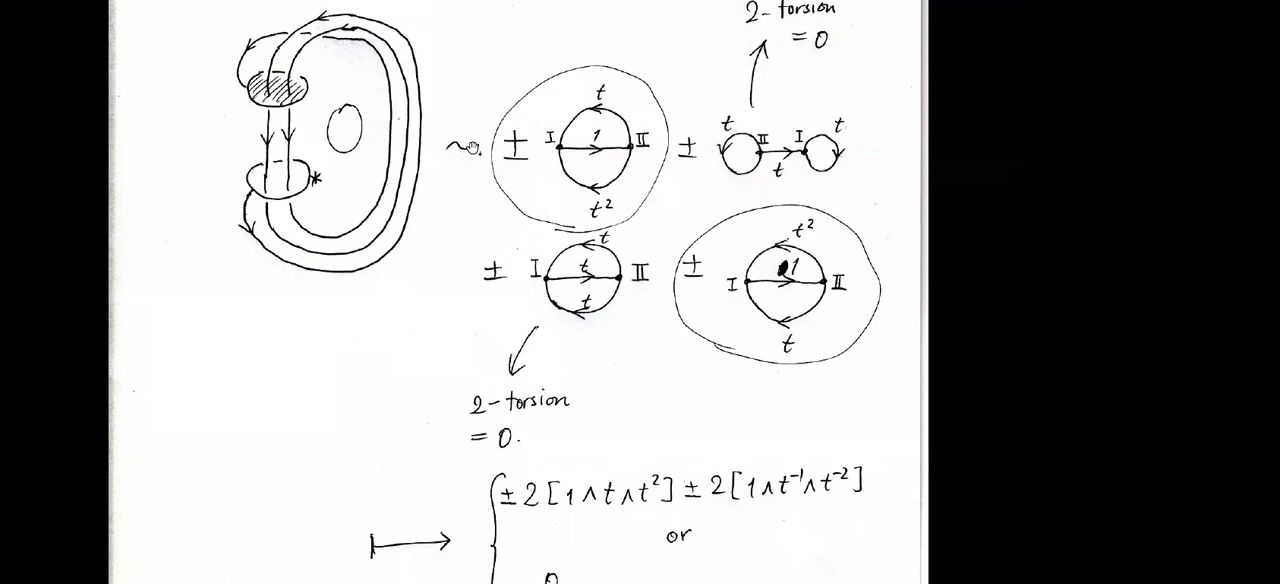 2-torsion
= 0
*
~ ± I t 1 II t² ± t II I t t
± I t t t II ± I t² 1 II t
2-torsion
= 0.
±2[1∧t∧t²] ± 2[1∧t⁻¹∧t⁻²]
or
0